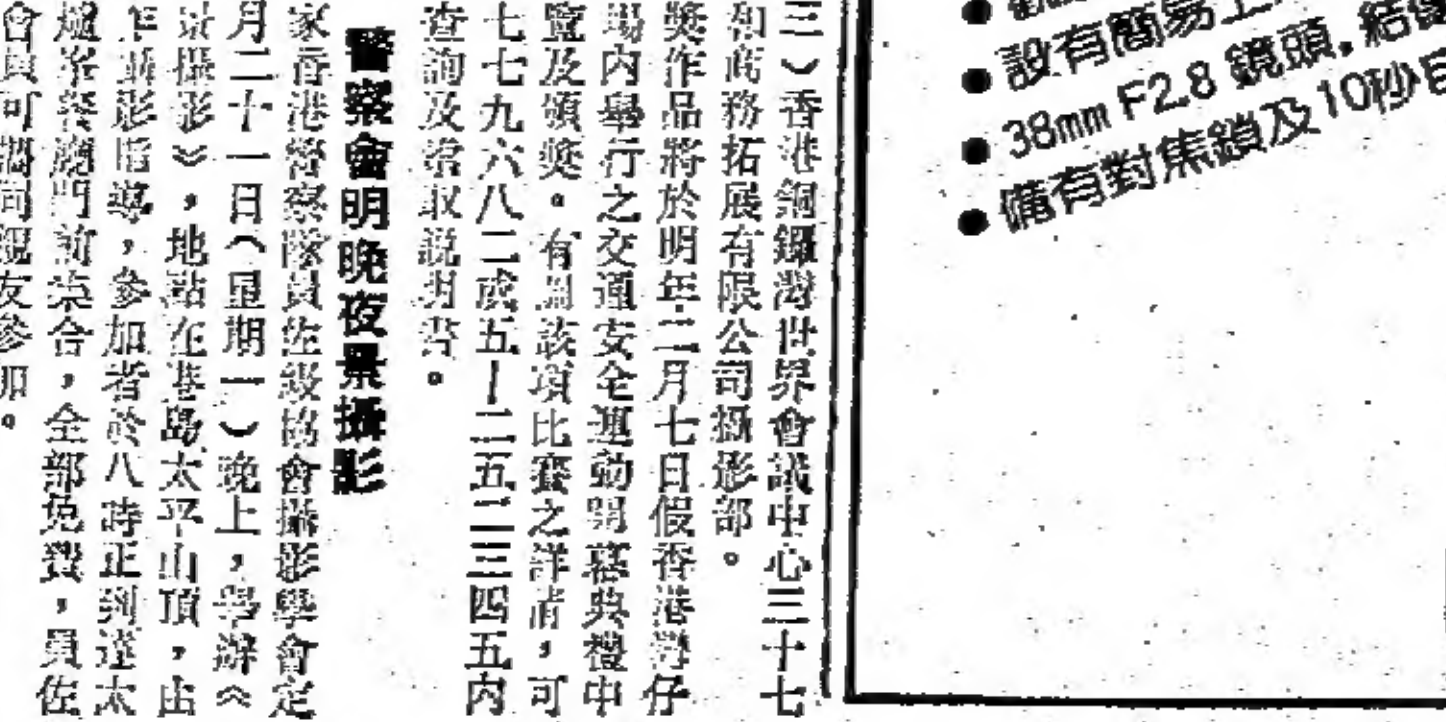 三）香港銅鑼灣世界會議中心三十七
和商務拓展有限公司攝影部。
獎作品將於明年二月七日假香港灣仔
場內舉行之交通安全運動開幕典禮中
覽及頒獎。有關該項比賽之詳情，可
七七九六八二或五—二五二三四五內
查詢及索取説明書。
警察會明晚夜景攝影
家香港警察隊員佐級協會攝影學會定
月二十一日（星期一）晚上，舉辦《
景攝影》，地點在港島太平山頂，由
作攝影指導，參加者於八時正到達太
爐峯餐廳門前集合，全部免費，員佐
會員可偕同親友參加。
●設有簡易上
●38mm F2.8 鏡頭，結像
●備有對焦鎖及10秒自